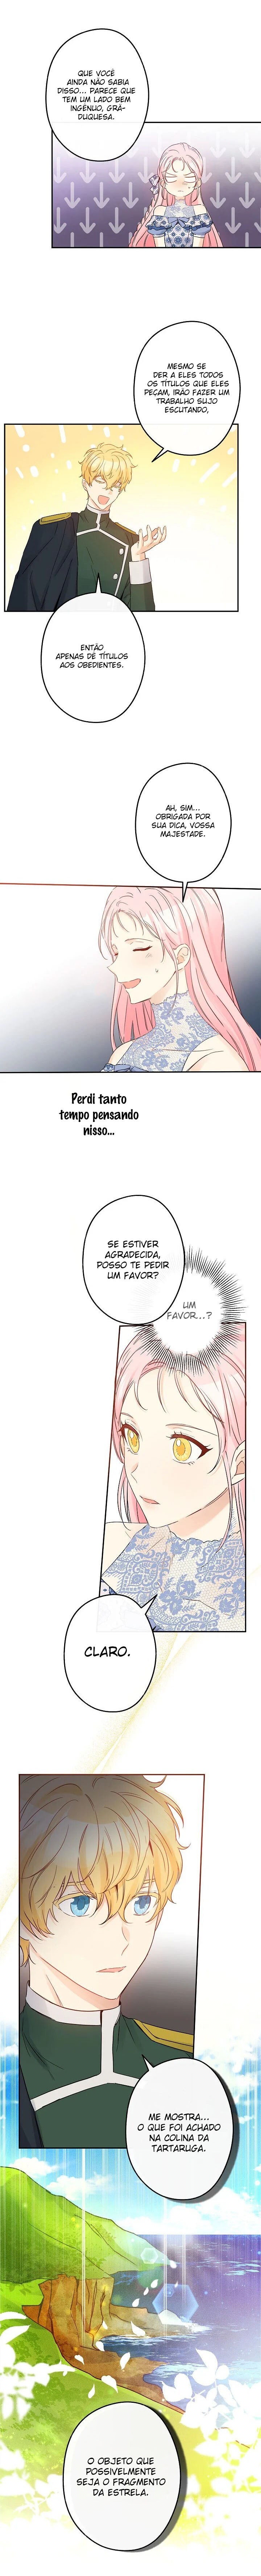 QUE VOCÊ
AINDA NÃO SABIA
DISSO... PARECE QUE
TEM UM LADO BEM
INGÊNUO, GRÃ-
DUQUESA.
MESMO SE
DER A ELES TODOS
OS TÍTULOS QUE ELES
PEÇAM, IRÃO FAZER UM
TRABALHO SUJO
ESCUTANDO,
ENTÃO
APENAS DE TÍTULOS
AOS OBEDIENTES.
AH, SIM...
OBRIGADA POR
SUA DICA, VOSSA
MAJESTADE.
Perdi tanto
tempo pensando
nisso...
SE ESTIVER
AGRADECIDA,
POSSO TE PEDIR
UM FAVOR?
UM
FAVOR...?
CLARO.
ME MOSTRA...
O QUE FOI ACHADO
NA COLINA DA
TARTARUGA.
O OBJETO QUE
POSSIVELMENTE
SEJA O FRAGMENTO
DA ESTRELA.